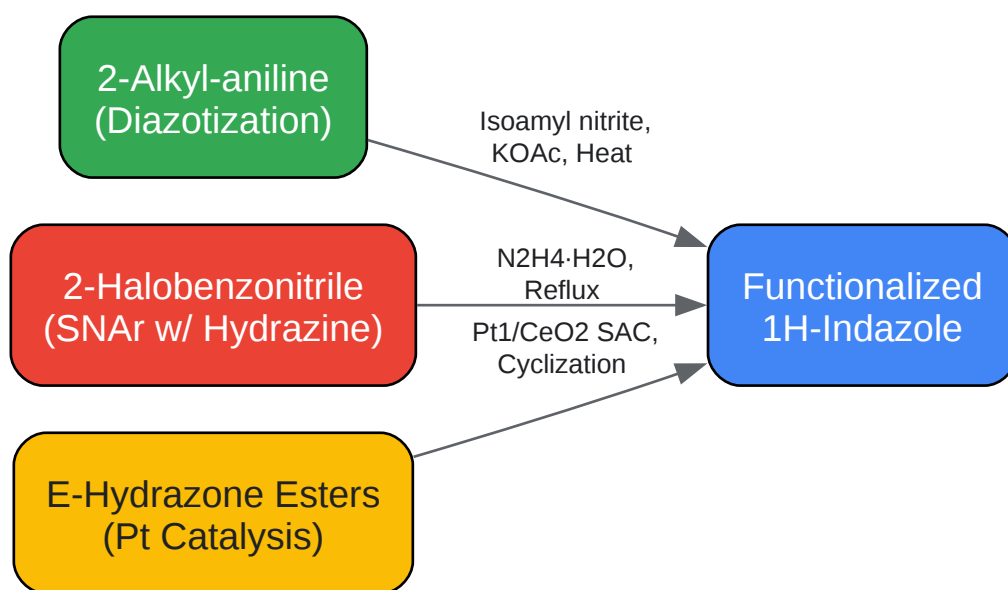 2-Alkyl-aniline
(Diazotization)
Isoamyl nitrite,
KOAc, Heat
2-Halobenzonitrile
(SNAr w/ Hydrazine)
N2H4·H2O,
Reflux
Pt1/CeO2 SAC,
Cyclization
Functionalized
1H-Indazole
E-Hydrazone Esters
(Pt Catalysis)